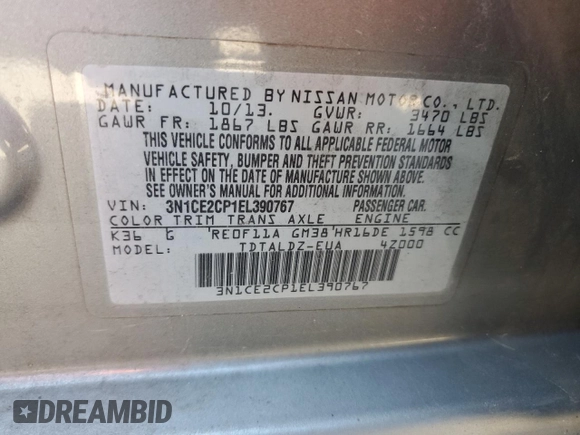 MANUFACTURED BY NISSAN MOTOR CO., LTD.
DATE: 10/13. GVWR: 3470 LBS
GAWR FR: 1867 LBS GAWR RR: 1664 LBS
THIS VEHICLE CONFORMS TO ALL APPLICABLE FEDERAL MOTOR
VEHICLE SAFETY, BUMPER AND THEFT PREVENTION STANDARDS
IN EFFECT ON THE DATE OF MANUFACTURE SHOWN ABOVE.
SEE OWNER'S MANUAL FOR ADDITIONAL INFORMATION.
VIN: 3N1CE2CP1EL390767 PASSENGER CAR.
COLOR TRIM TRANS AXLE ENGINE
K36 G RE0F11A GM38 HR16DE 1598 CC
MODEL: TDTALDZ-EUA 4Z000
3N1CE2CP1EL390767
DREAMBID